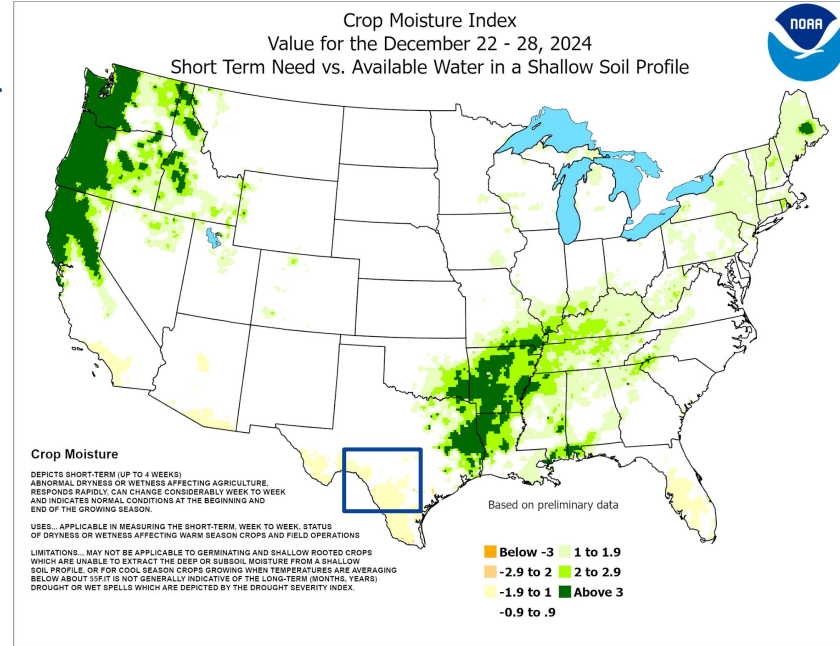 Crop Moisture Index
Value for the December 22 - 28, 2024
Short Term Need vs. Available Water in a Shallow Soil Profile
NOAA
Crop Moisture
DEPICTS SHORT-TERM (UP TO 4 WEEKS)
ABNORMAL DRYNESS OR WETNESS AFFECTING AGRICULTURE,
RESPONDS RAPIDLY, CAN CHANGE CONSIDERABLY WEEK TO WEEK
AND INDICATES NORMAL CONDITIONS AT THE BEGINNING AND
END OF THE GROWING SEASON.
USES... APPLICABLE IN MEASURING THE SHORT-TERM, WEEK TO WEEK, STATUS
OF DRYNESS OR WETNESS AFFECTING WARM SEASON CROPS AND FIELD OPERATIONS
LIMITATIONS... MAY NOT BE APPLICABLE TO GERMINATING AND SHALLOW ROOTED CROPS
WHICH ARE UNABLE TO EXTRACT THE DEEP OR SUBSOIL MOISTURE FROM A SHALLOW
SOIL PROFILE, OR FOR COOL SEASON CROPS GROWING WHEN TEMPERATURES ARE AVERAGING
BELOW ABOUT 55F.IT IS NOT GENERALLY INDICATIVE OF THE LONG-TERM (MONTHS, YEARS)
DROUGHT OR WET SPELLS WHICH ARE DEPICTED BY THE DROUGHT SEVERITY INDEX.
Based on preliminary data
Below -3
-2.9 to 2
-1.9 to 1
-0.9 to .9
1 to 1.9
2 to 2.9
Above 3